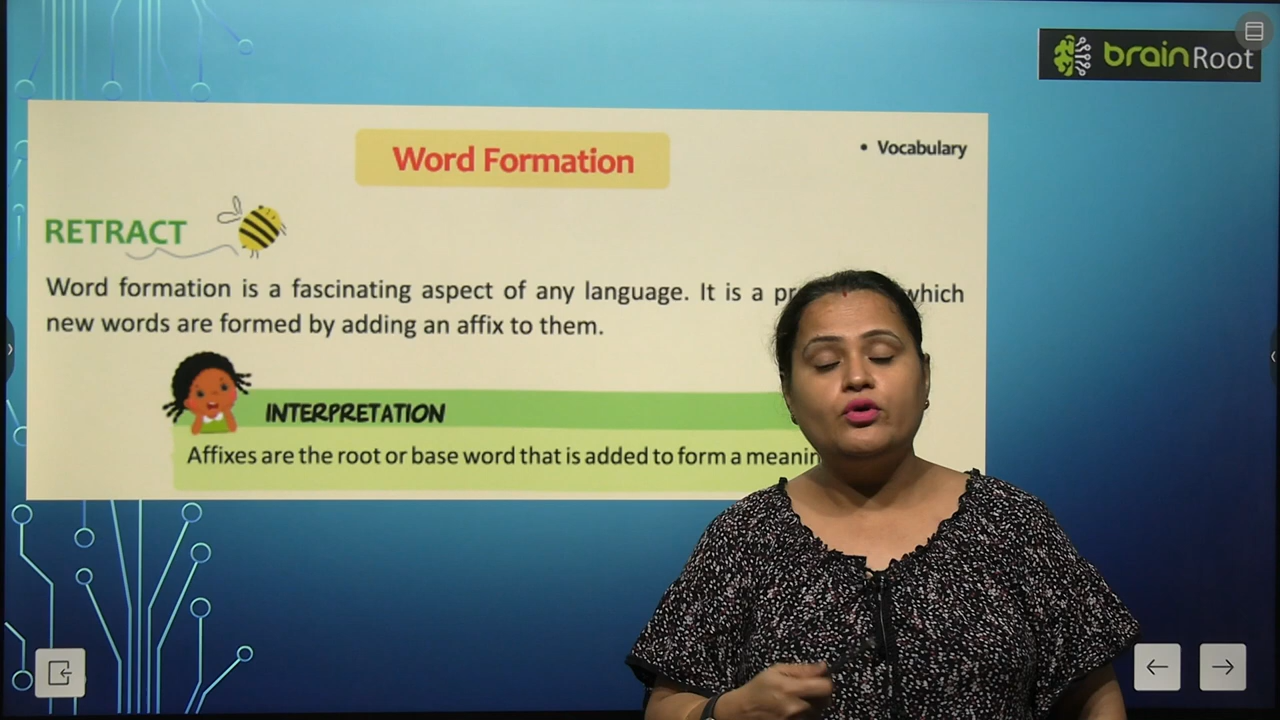 brainRoot
Word Formation
• Vocabulary
RETRACT
Word formation is a fascinating aspect of any language. It is a which
new words are formed by adding an affix to them.
INTERPRETATION
Affixes are the root or base word that is added to form a